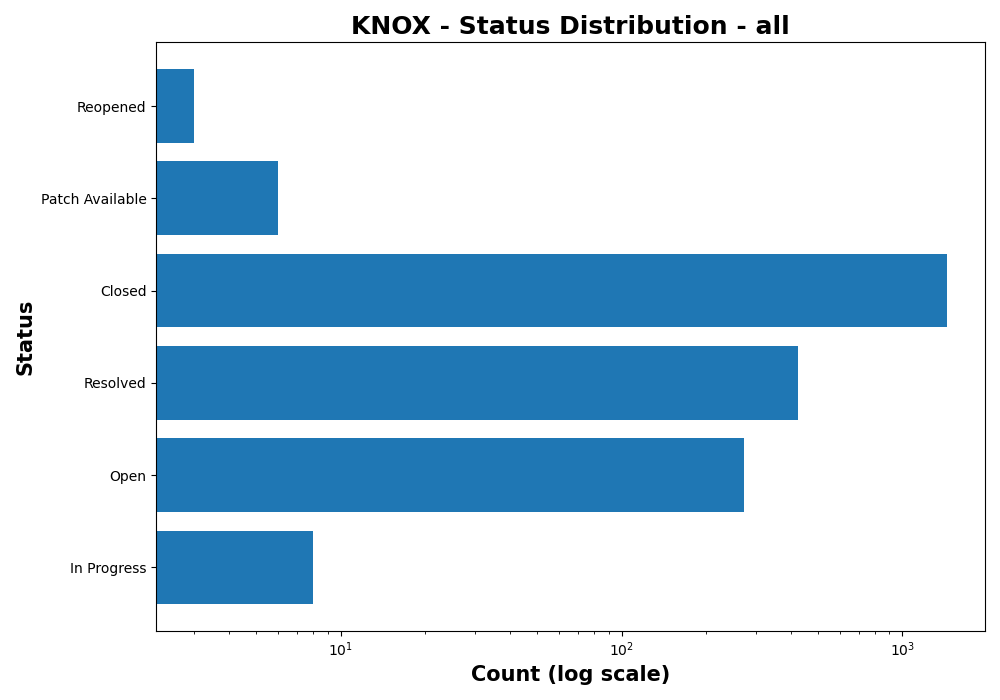 KNOX - Status Distribution - all
Status
Reopened
Patch Available
Closed
Resolved
Open
In Progress
10¹ 10² 10³
Count (log scale)